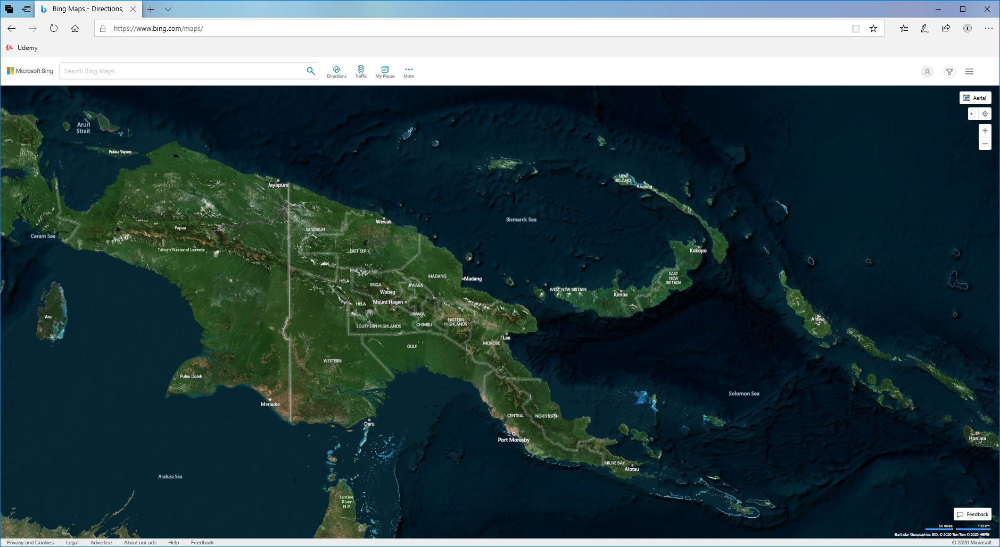 Bing Maps - Directions,
https://www.bing.com/maps/
Udemy
Microsoft Bing
Search Bing Maps
Directions
Traffic
My Places
More
Aerial
Aruri
Strait
Pulau Yapen
Jayapura
NEW
IRELAND
Kavieng
Bismarck Sea
Wewak
Papua
SANDAUN
Ceram Sea
Taman Nasional Lorentz
EAST SEPIK
Kokopo
HELA
ENGA
JIWAKA
MADANG
Madang
EAST
NEW
BRITAIN
Wabag
WEST NEW BRITAIN
Kimbe
HELA
Mount Hagen
JIWAKA
Aru
SOUTHERN HIGHLANDS
CHIMBU
EASTERN
HIGHLANDS
Arawa
Lae
MOROBE
GULF
WESTERN
Pulau Dolak
Solomon Sea
Merauke
CENTRAL
NORTHERN
Daru
Port Moresby
Honiara
MILNE BAY
Alotau
Arafura Sea
Jardine
River
N.P.
Feedback
50 miles
100 km
Earthstar Geographics SIO, © 2020 TomTom © 2020 HERE
Privacy and Cookies
Legal
Advertise
About our ads
Help
Feedback
© 2020 Microsoft